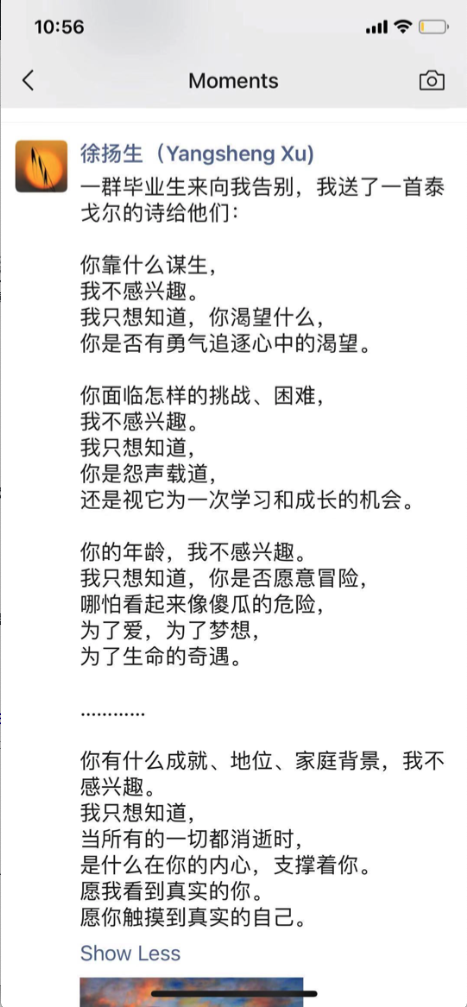 10:56
Moments
徐扬生（Yangsheng Xu)
一群毕业生来向我告别，我送了一首泰
戈尔的诗给他们：
你靠什么谋生，
我不感兴趣。
我只想知道，你渴望什么，
你是否有勇气追逐心中的渴望。
你面临怎样的挑战、困难，
我不感兴趣。
我只想知道，
你是怨声载道，
还是视它为一次学习和成长的机会。
你的年龄，我不感兴趣。
我只想知道，你是否愿意冒险，
哪怕看起来像傻瓜的危险，
为了爱，为了梦想，
为了生命的奇遇。
…………
你有什么成就、地位、家庭背景，我不
感兴趣。
我只想知道，
当所有的一切都消逝时，
是什么在你的内心，支撑着你。
愿我看到真实的你。
愿你触摸到真实的自己。
Show Less